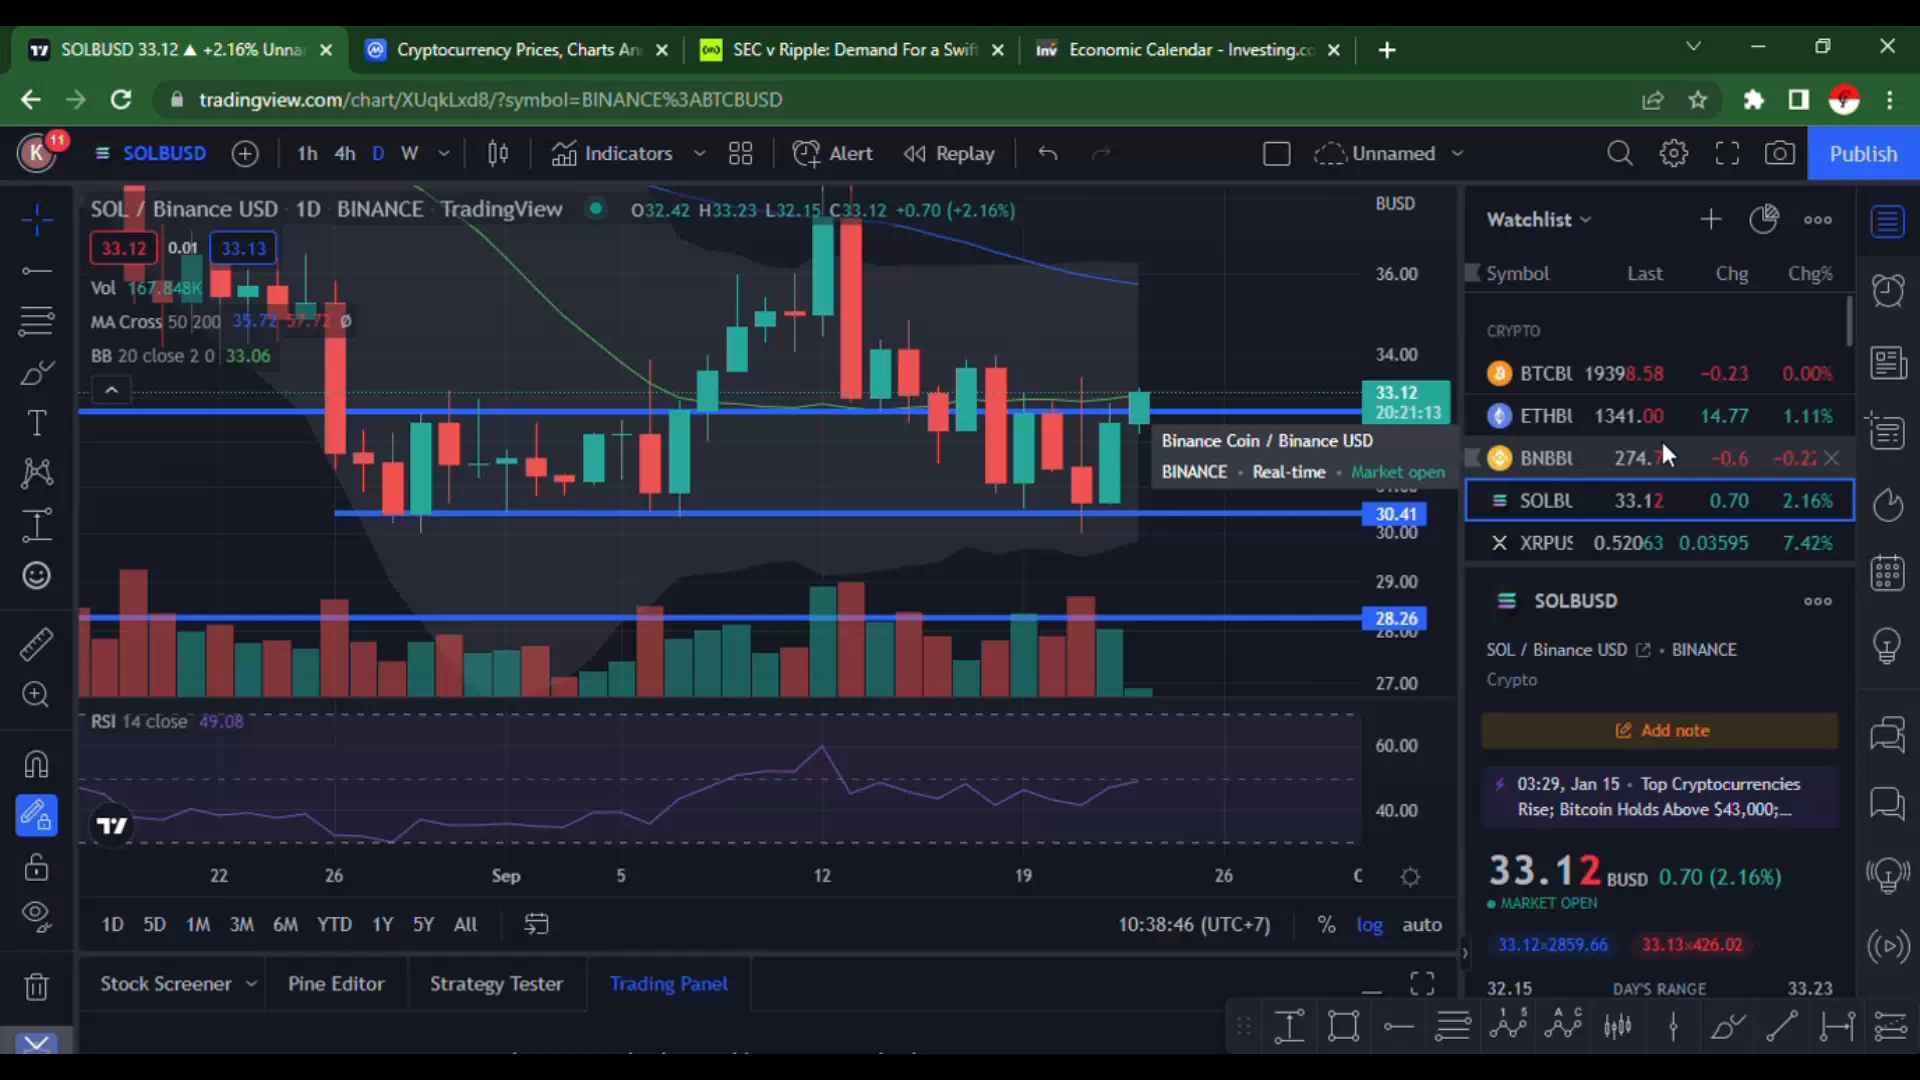 SOLBUSD 33.12 ▲ +2.16% Unna
Cryptocurrency Prices, Charts An
SEC v Ripple: Demand For a Swif
Inv Economic Calendar - Investing.co
tradingview.com/chart/XUqkLxd8/?symbol=BINANCE%3ABTCBUSD
K 11 SOLBUSD 1h 4h D W Indicators Alert Replay Unnamed Publish
SOL / Binance USD · 1D · BINANCE · TradingView O32.42 H33.23 L32.15 C33.12 +0.70 (+2.16%)
33.12 0.01 33.13
Vol 167.848K
MA Cross 50 200 35.72 57.72 Ø
BB 20 close 2 0 33.06
BUSD
36.00
34.00
33.12
20:21:13
30.41
30.00
29.00
28.26
28.00
27.00
Binance Coin / Binance USD
BINANCE · Real-time · Market open
RSI 14 close 49.08
60.00
40.00
22 26 Sep 5 12 19 26
1D 5D 1M 3M 6M YTD 1Y 5Y All
10:38:46 (UTC+7) % log auto
Stock Screener Pine Editor Strategy Tester Trading Panel
Watchlist
Symbol Last Chg Chg%
CRYPTO
BTCBU 19398.58 −0.23 0.00%
ETHBU 1341.00 14.77 1.11%
BNBBU 274. −0.6
SOLBU 33.12 0.70 2.16%
XRPUS 0.52063 0.03595 7.42%
SOLBUSD
SOL / Binance USD • BINANCE
Crypto
Add note
03:29, Jan 15 · Top Cryptocurrencies
Rise; Bitcoin Holds Above $43,000;...
33.12 BUSD 0.70 (2.16%)
MARKET OPEN
33.12×2859.66 33.13×426.02
32.15 DAY'S RANGE 33.23